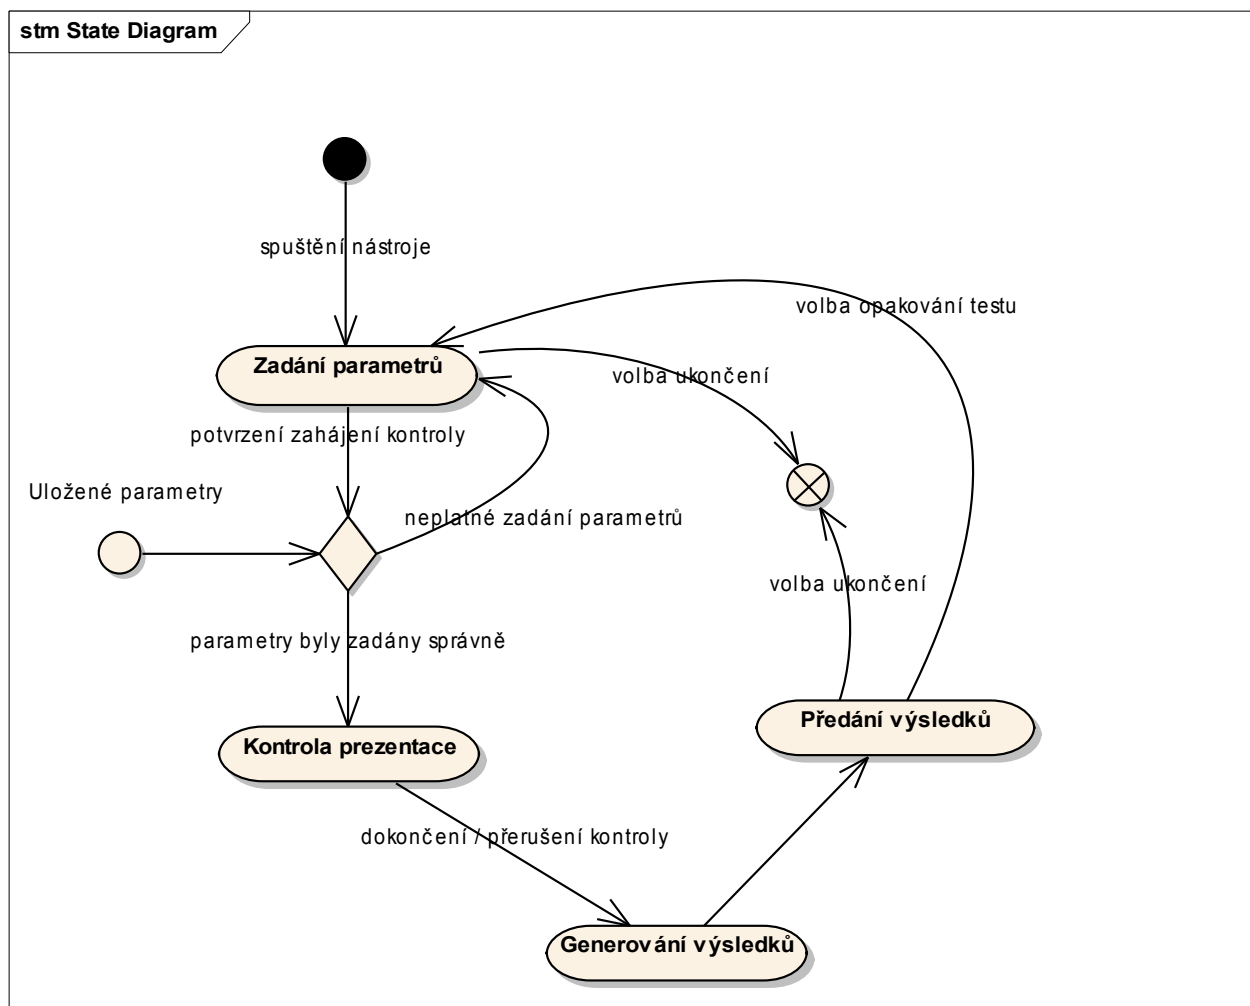 stm State Diagram
spuštění nástroje
volba opakování testu
Zadání parametrů
volba ukončení
potvrzení zahájení kontroly
Uložené parametry
neplatné zadání parametrů
volba ukončení
parametry byly zadány správně
Předání výsledků
Kontrola prezentace
dokončení / přerušení kontroly
Generování výsledků